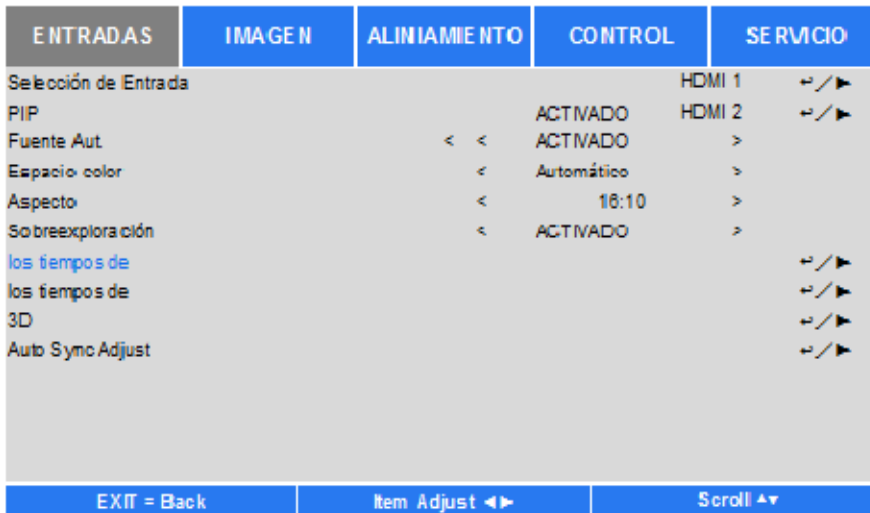 ENTRADAS IMAGEN ALINIAMIENTO CONTROL SERVICIO
Selección de Entrada HDMI 1 ↵/►
PIP ACTIVADO HDMI 2 ↵/►
Fuente Aut. < < ACTIVADO >
Espacio color < Automático >
Aspecto < 16:10 >
Sobreexploración < ACTIVADO >
los tiempos de ↵/►
los tiempos de ↵/►
3D ↵/►
Auto Sync Adjust ↵/►
EXIT = Back Item Adjust ◄► Scroll ▲▼